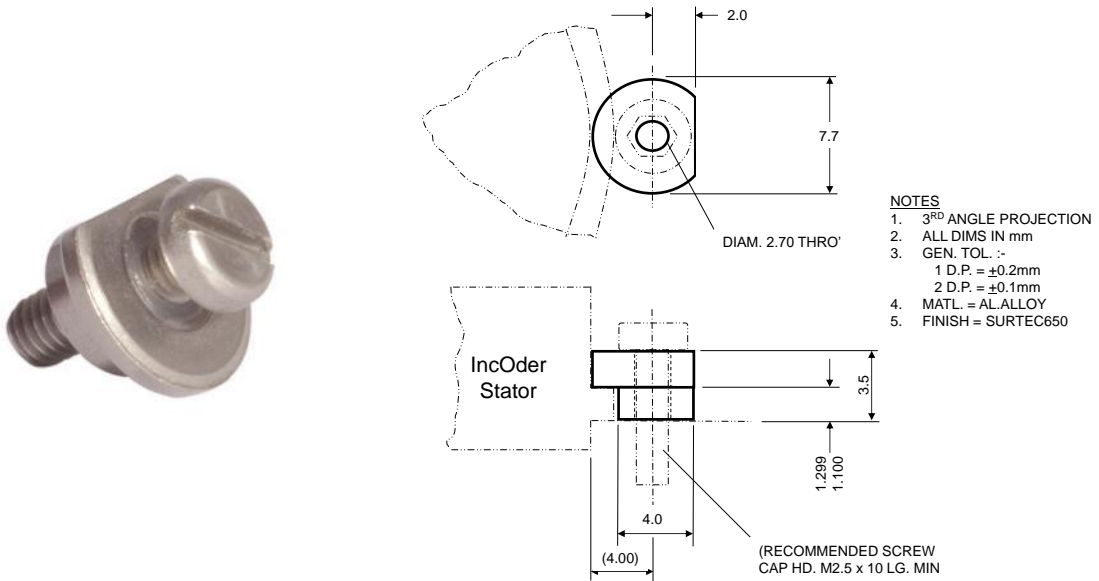 2.0
7.7
DIAM. 2.70 THRO'
NOTES
1. 3RD ANGLE PROJECTION
2. ALL DIMS IN mm
3. GEN. TOL. :-
1 D.P. = ±0.2mm
2 D.P. = ±0.1mm
4. MATL. = AL.ALLOY
5. FINISH = SURTEC650
IncOder
Stator
3.5
1.299
1.100
4.0
(4.00)
(RECOMMENDED SCREW
CAP HD. M2.5 x 10 LG. MIN